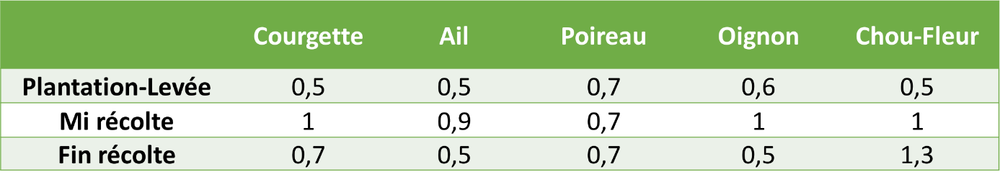 Courgette Ail Poireau Oignon Chou-Fleur
Plantation-Levée 0,5 0,5 0,7 0,6 0,5
Mi récolte 1 0,9 0,7 1 1
Fin récolte 0,7 0,5 0,7 0,5 1,3